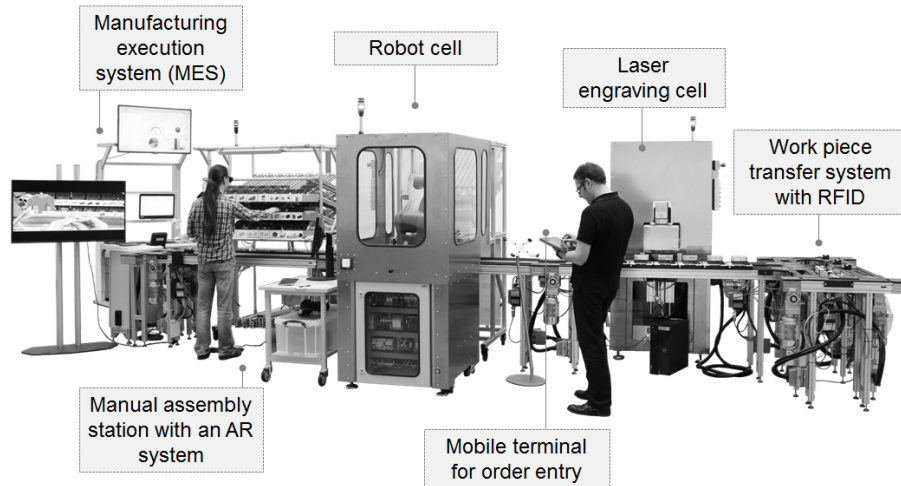 Manufacturing
execution
system (MES)
Robot cell
Laser
engraving cell
Work piece
transfer system
with RFID
Manual assembly
station with an AR
system
Mobile terminal
for order entry